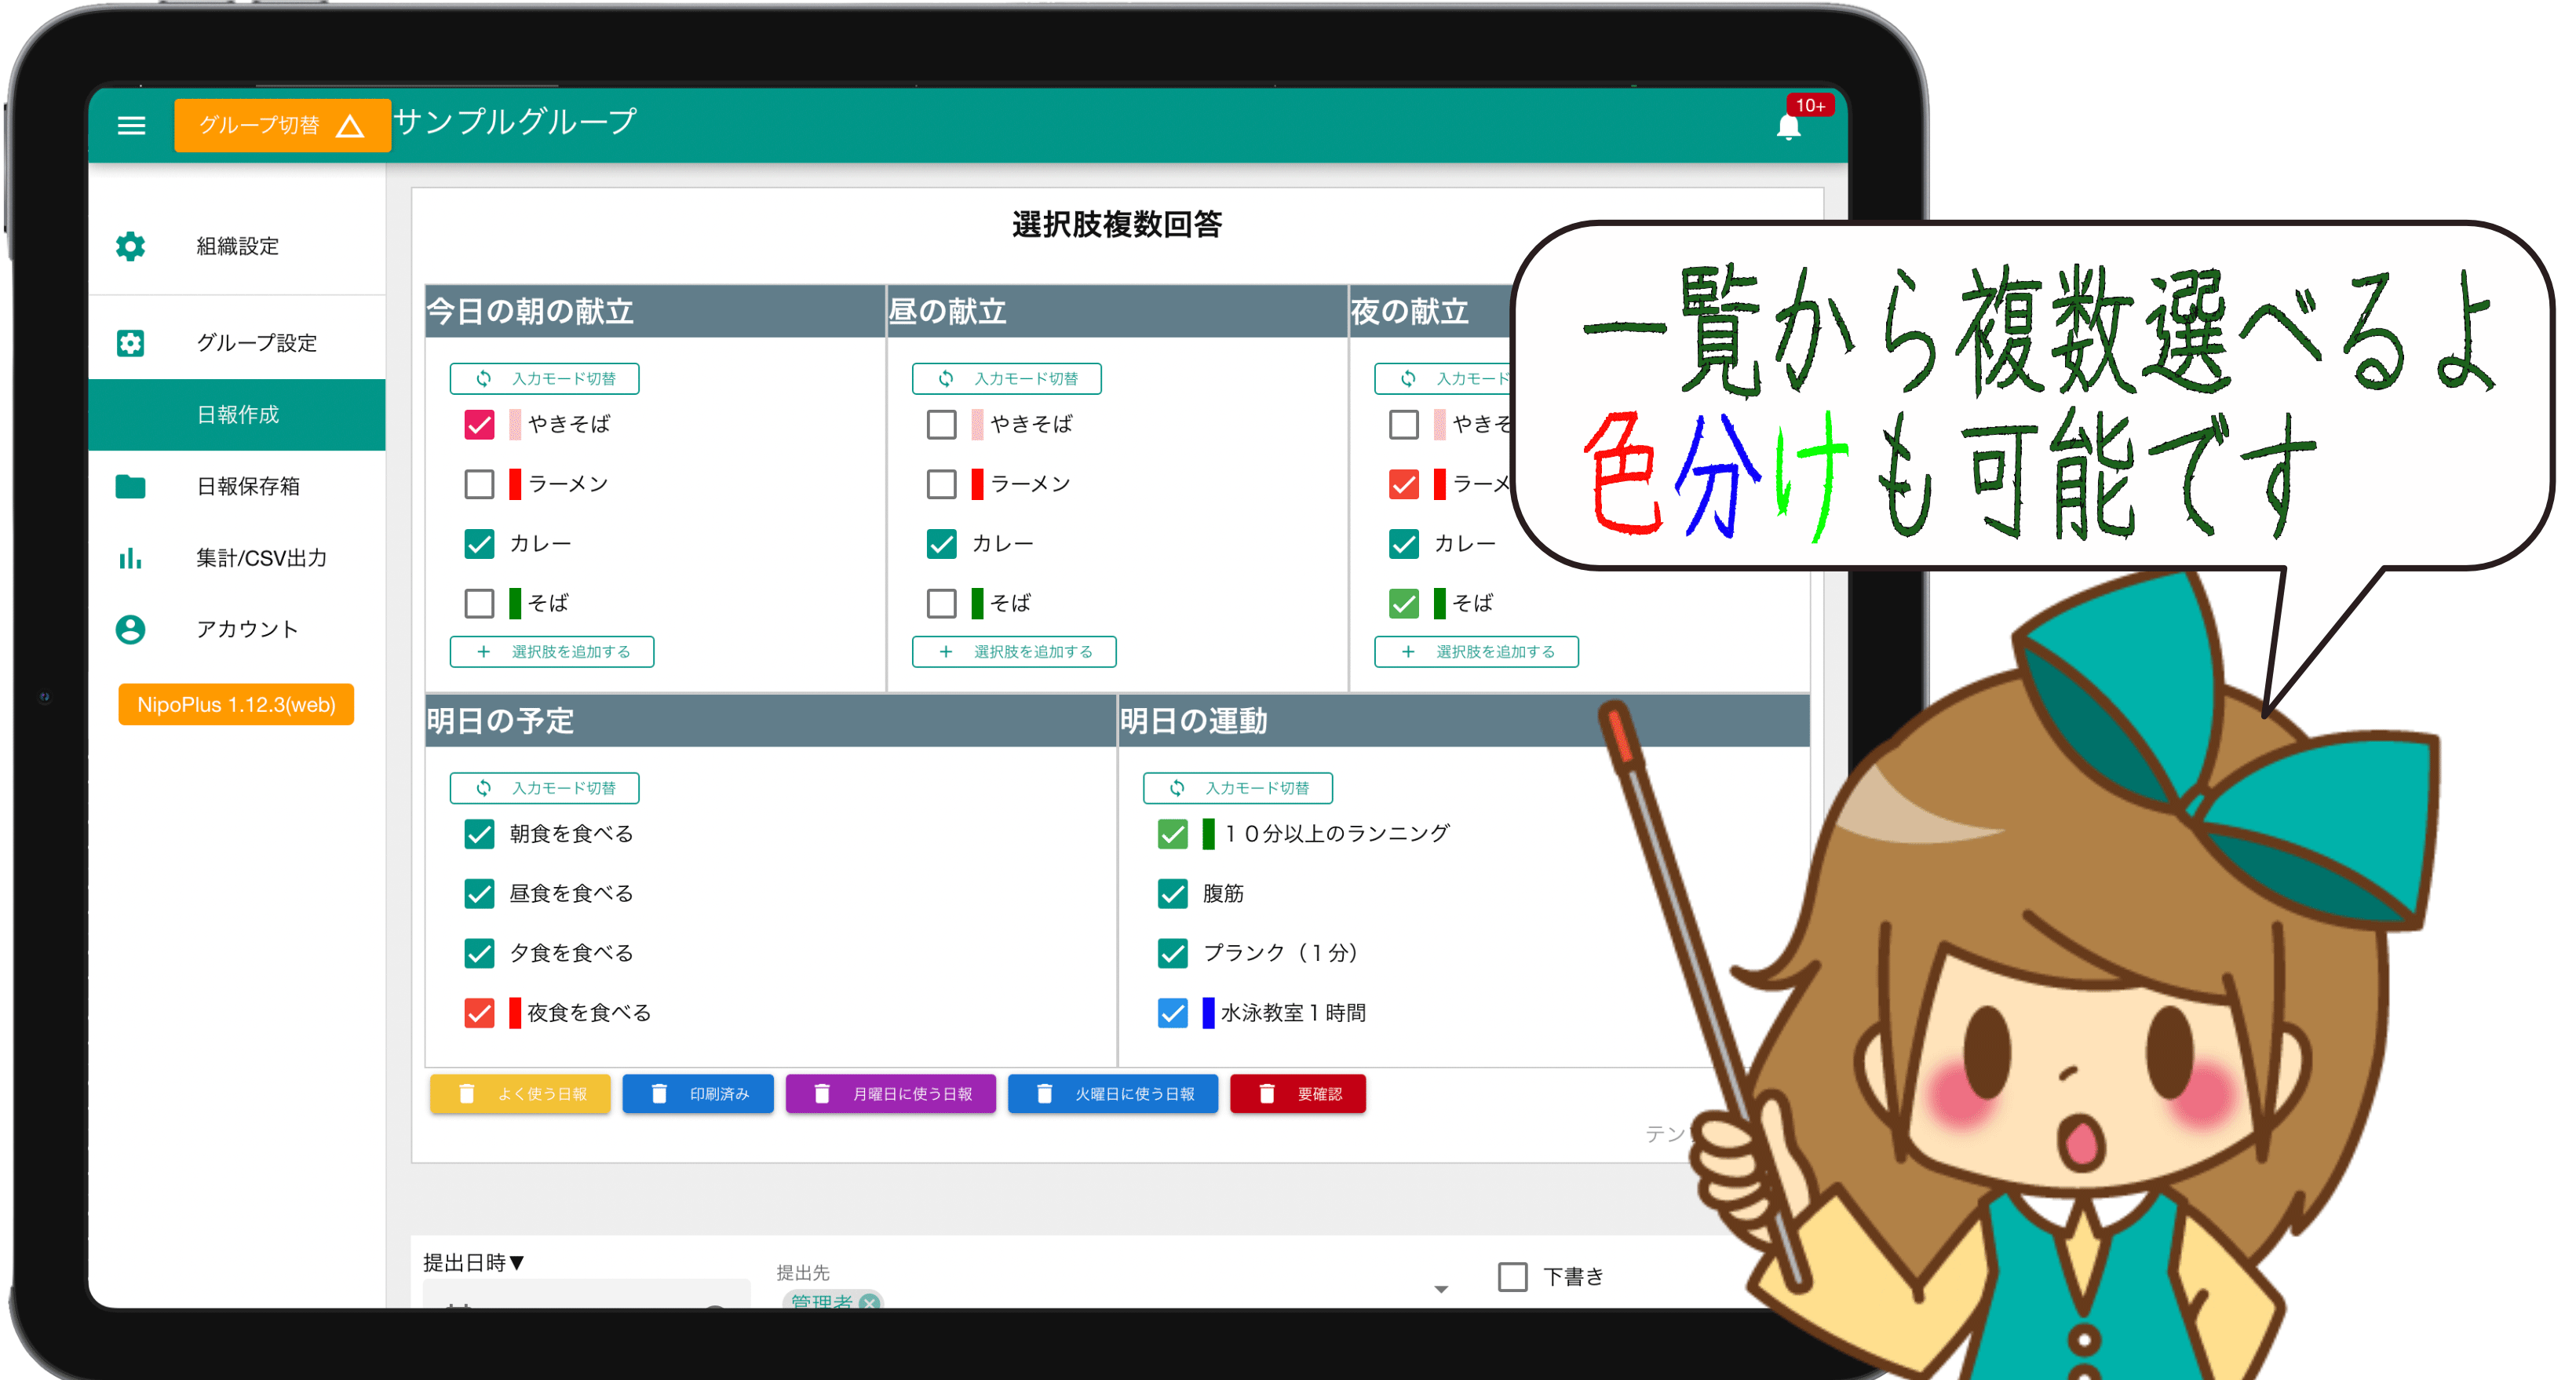 グループ切替
サンプルグループ
10+
組織設定
グループ設定
日報作成
日報保存箱
集計/CSV出力
アカウント
NipoPlus 1.12.3(web)
選択肢複数回答
今日の朝の献立
入力モード切替
やきそば
ラーメン
カレー
そば
選択肢を追加する
昼の献立
入力モード切替
やきそば
ラーメン
カレー
そば
選択肢を追加する
夜の献立
入力モード
やきそ
ラーメ
カレー
そば
選択肢を追加する
明日の予定
入力モード切替
朝食を食べる
昼食を食べる
夕食を食べる
夜食を食べる
明日の運動
入力モード切替
１０分以上のランニング
腹筋
プランク（１分）
水泳教室１時間
よく使う日報
印刷済み
月曜日に使う日報
火曜日に使う日報
要確認
テン
提出日時▼
提出先
管理者
下書き
一覧から複数選べるよ
色分けも可能です